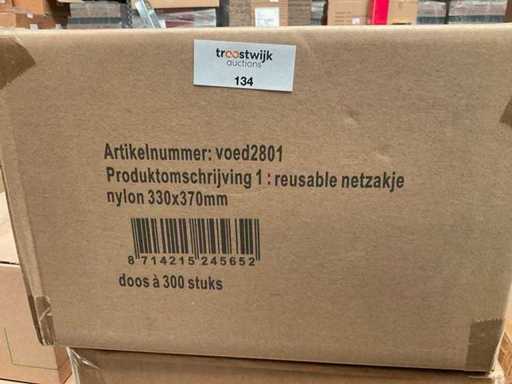 troostwijk
auctions
134
Artikelnummer: voed2801
Produktomschrijving 1 : reusable netzakje
nylon 330x370mm
8 714215 245652
doos à 300 stuks